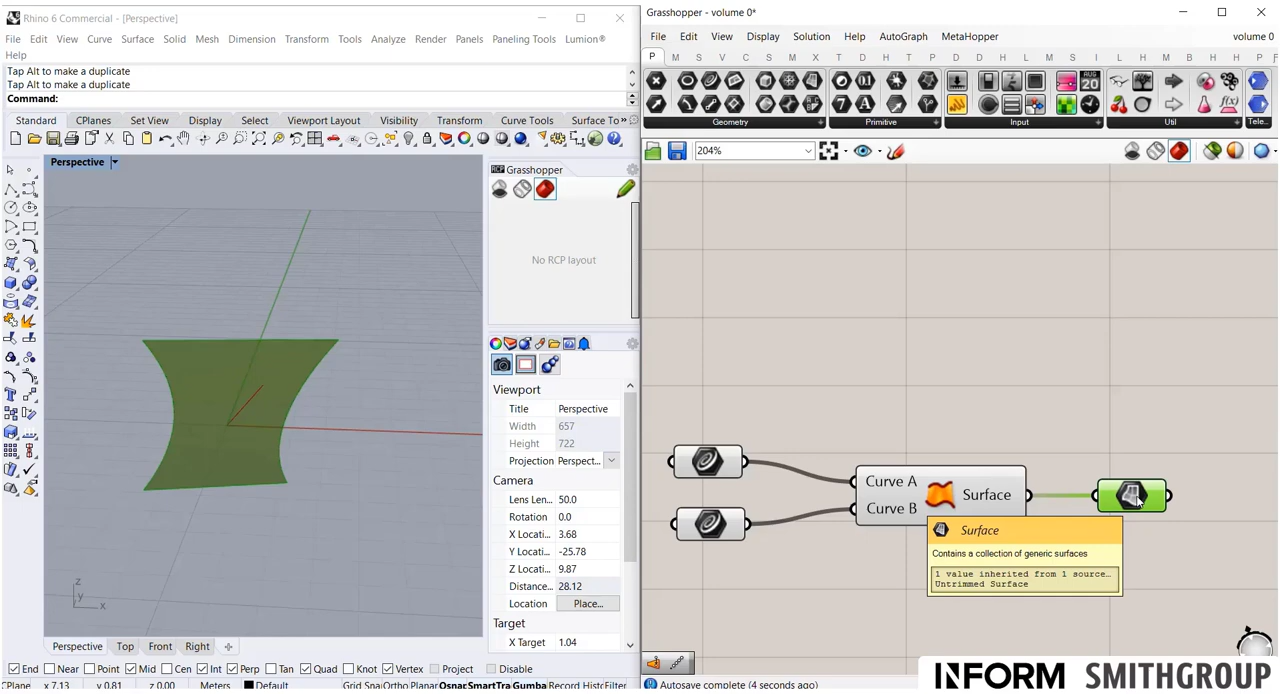 Rhino 6 Commercial - [Perspective]
File Edit View Curve Surface Solid Mesh Dimension Transform Tools Analyze Render Panels Paneling Tools Lumion®
Help
Tap Alt to make a duplicate
Tap Alt to make a duplicate
Command:
Standard CPlanes Set View Display Select Viewport Layout Visibility Transform Curve Tools Surface To
Perspective
RCP Grasshopper
No RCP layout
Viewport
Title Perspective
Width 657
Height 722
Projection Perspect...
Camera
Lens Len... 50.0
Rotation 0.0
X Locati... 3.68
Y Locati... -25.78
Z Locati... 9.87
Distance... 28.12
Location Place...
Target
X Target 1.04
z
y
x
Perspective Top Front Right
End Near Point Mid Cen Int Perp Tan Quad Knot Vertex Project Disable
CPlane x 7.13 y 0.81 z 0.00 Meters Default Grid Sna Ortho Planar Osnap SmartTra Gumba Record Histo Filter
Grasshopper - volume 0*
File Edit View Display Solution Help AutoGraph MetaHopper volume 0
P M S V C S M I T D W H L H H L M K H P M P H L I L H D H H P F
Geometry Primitive Input Util Tele...
204%
Curve A
Curve B
Surface
Surface
Contains a collection of generic surfaces
1 value inherited from 1 source...
Untrimmed Surface
Autosave complete (4 seconds ago)
INFORM SMITHGROUP